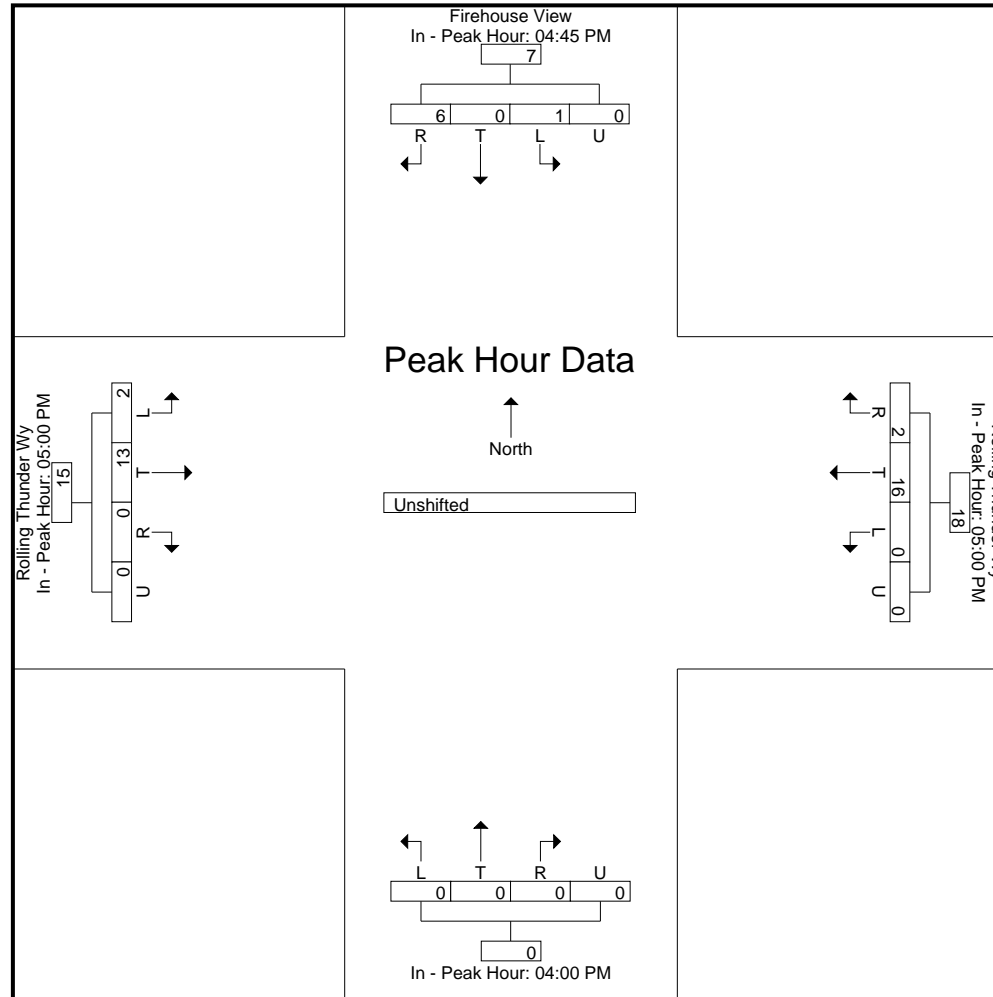 Firehouse View
In - Peak Hour: 04:45 PM
7
6 0 1 0
R T L U
Peak Hour Data
North
Unshifted
Rolling Thunder Wy
In - Peak Hour: 05:00 PM
15
2 13 0 0
L T R U
In - Peak Hour: 05:00 PM
18
2 16 0 0
R T L U
L T R U
0 0 0 0
0
In - Peak Hour: 04:00 PM